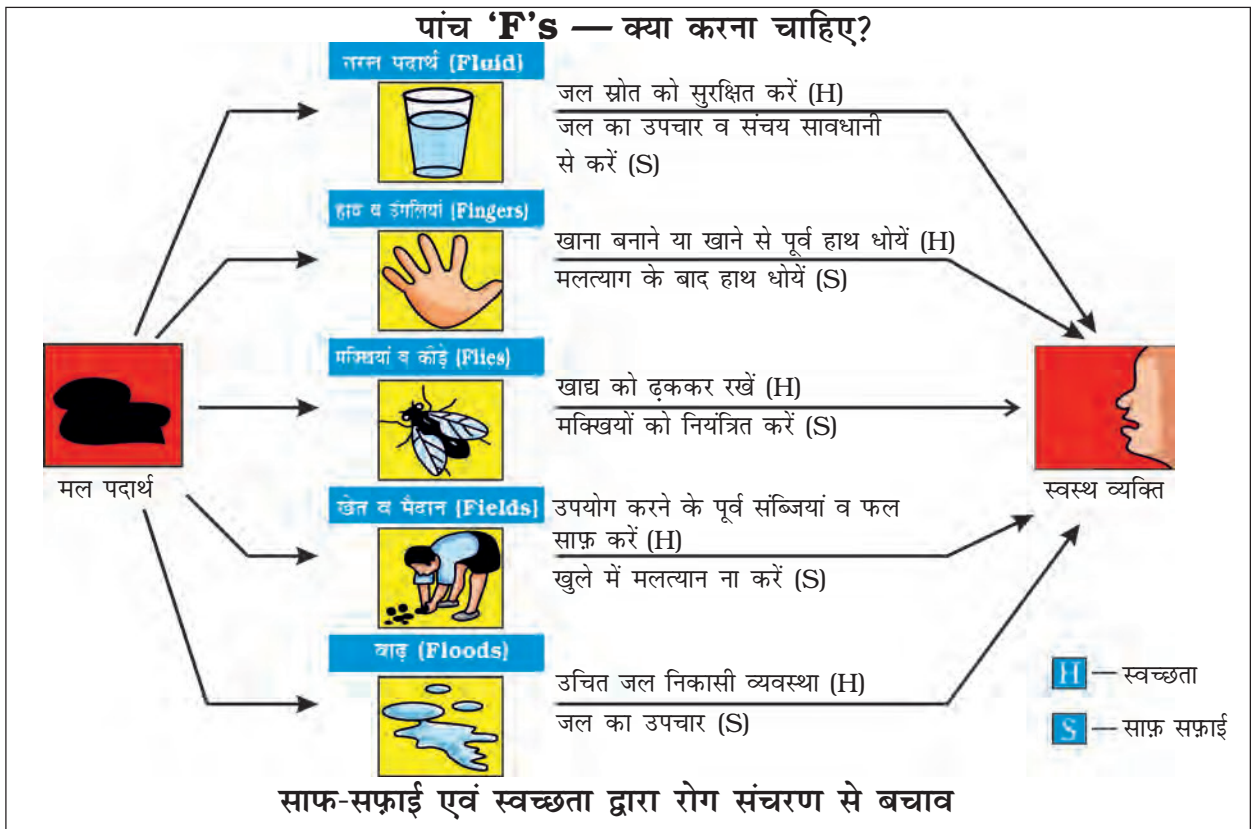 पांच ‘F’s — क्या करना चाहिए?
तरल पदार्थ (Fluid)
जल स्रोत को सुरक्षित करें (H)
जल का उपचार व संचय सावधानी
से करें (S)
हाथ व उंगलियां (Fingers)
खाना बनाने या खाने से पूर्व हाथ धोयें (H)
मलत्याग के बाद हाथ धोयें (S)
मक्खियां व कीड़े (Flies)
खाद्य को ढ़ककर रखें (H)
मक्खियों को नियंत्रित करें (S)
मल पदार्थ
स्वस्थ व्यक्ति
खेत व मैदान (Fields)
उपयोग करने के पूर्व संब्जियां व फल
साफ़ करें (H)
खुले में मलत्यान ना करें (S)
बाढ़ (Floods)
उचित जल निकासी व्यवस्था (H)
जल का उपचार (S)
H — स्वच्छता
S — साफ़ सफ़ाई
साफ-सफ़ाई एवं स्वच्छता द्वारा रोग संचरण से बचाव